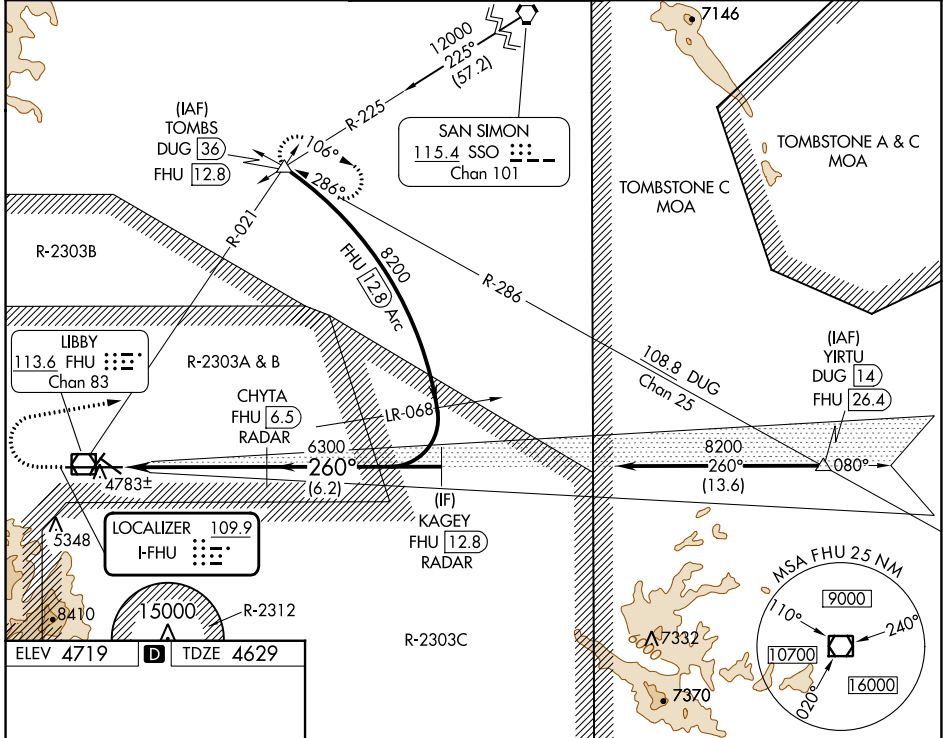 7146
12000
225°
(57.2)
R-225
(IAF)
TOMBS
DUG 36
FHU 12.8
106°
286°
SAN SIMON
115.4 SSO
Chan 101
TOMBSTONE A & C
MOA
TOMBSTONE C
MOA
R-021
R-2303B
8200
FHU 12.8 Arc
R-286
LIBBY
113.6 FHU
Chan 83
R-2303A & B
108.8 DUG
Chan 25
(IAF)
YIRTU
DUG 14
FHU 26.4
CHYTA
FHU 6.5
RADAR
LR-068
6300
260°
(6.2)
8200
260°
(13.6)
080°
4783±
(IF)
KAGEY
FHU 12.8
RADAR
5348
LOCALIZER 109.9
I-FHU
8410
15000
R-2312
R-2303C
6000
7332
7370
MSA FHU 25 NM
110°
9000
240°
10700
020°
16000
ELEV 4719 D TDZE 4629